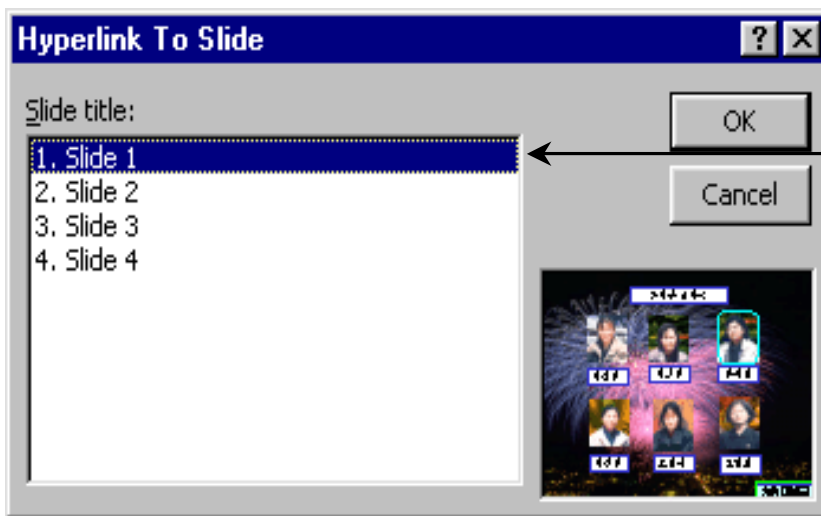 Hyperlink To Slide
Slide title:
OK
1. Slide 1
2. Slide 2
Cancel
3. Slide 3
4. Slide 4